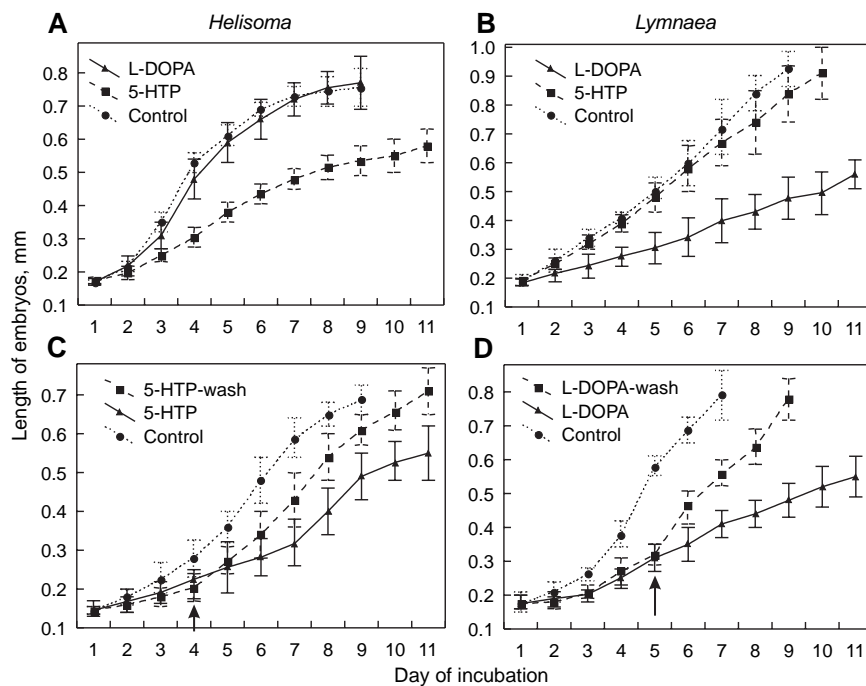 Helisoma
Lymnaea
A
L-DOPA
5-HTP
Control
0.8
0.7
0.6
0.5
0.4
0.3
0.2
0.1
1 2 3 4 5 6 7 8 9 10 11
B
L-DOPA
5-HTP
Control
1.0
0.9
0.8
0.7
0.6
0.5
0.4
0.3
0.2
0.1
1 2 3 4 5 6 7 8 9 10 11
Length of embryos, mm
C
5-HTP-wash
5-HTP
Control
0.7
0.6
0.5
0.4
0.3
0.2
0.1
1 2 3 4 5 6 7 8 9 10 11
D
L-DOPA-wash
L-DOPA
Control
0.8
0.7
0.6
0.5
0.4
0.3
0.2
0.1
1 2 3 4 5 6 7 8 9 10 11
Day of incubation